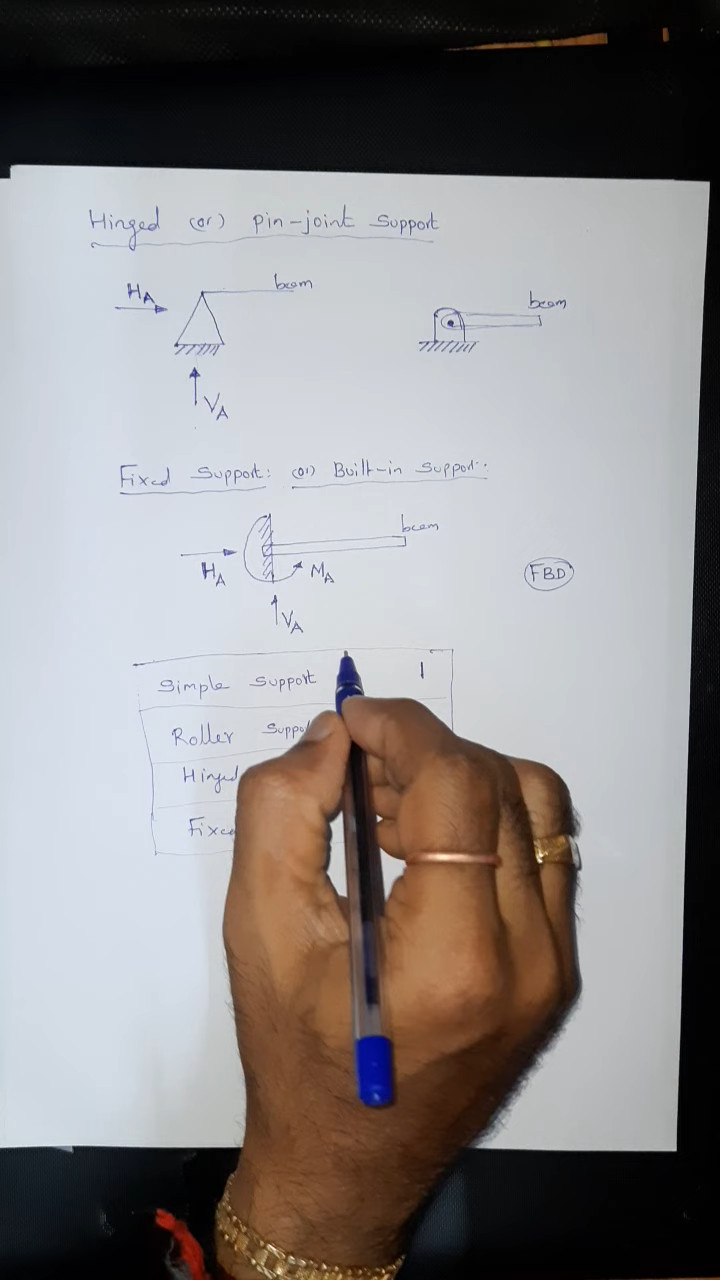 Hinged (or) Pin-joint Support
HA
beam
beam
VA
Fixed Support: (or) Built-in Support:
beam
HA
MA
FBD
VA
Simple Support 1
Roller
Hinged